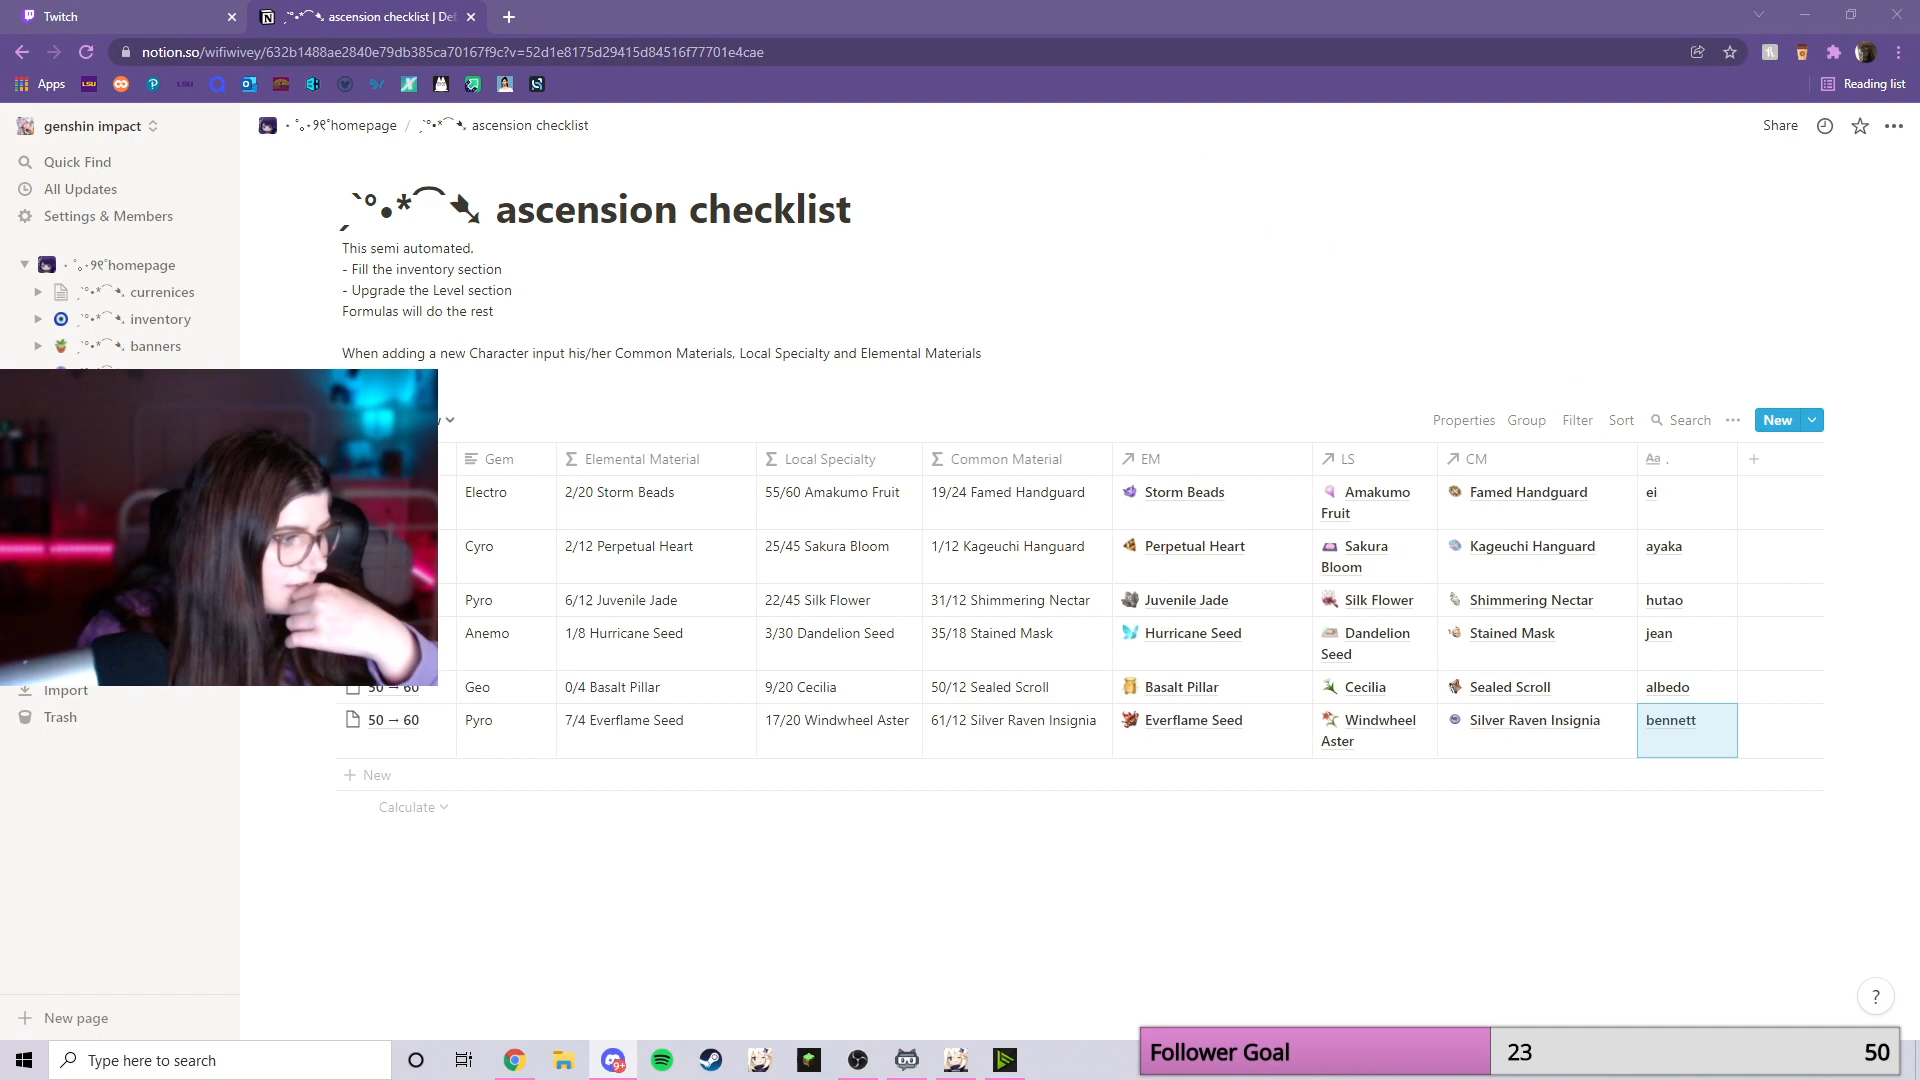 Twitch
ascension checklist | Def
notion.so/wifiwivey/632b1488ae2840e79db385ca70167f9c?v=52d1e8175d29415d84516f77701e4cae
Apps
Reading list
genshin impact
homepage / ascension checklist
Share
Quick Find
All Updates
Settings & Members
homepage
currenices
inventory
banners
Import
Trash
New page
ascension checklist
This semi automated.
- Fill the inventory section
- Upgrade the Level section
Formulas will do the rest
When adding a new Character input his/her Common Materials, Local Specialty and Elemental Materials
Properties Group Filter Sort Search New
Gem Elemental Material Local Specialty Common Material EM LS CM Aa .
Electro 2/20 Storm Beads 55/60 Amakumo Fruit 19/24 Famed Handguard Storm Beads Amakumo Fruit Famed Handguard ei
Cyro 2/12 Perpetual Heart 25/45 Sakura Bloom 1/12 Kageuchi Hanguard Perpetual Heart Sakura Bloom Kageuchi Hanguard ayaka
Pyro 6/12 Juvenile Jade 22/45 Silk Flower 31/12 Shimmering Nectar Juvenile Jade Silk Flower Shimmering Nectar hutao
Anemo 1/8 Hurricane Seed 3/30 Dandelion Seed 35/18 Stained Mask Hurricane Seed Dandelion Seed Stained Mask jean
50 → 60 Geo 0/4 Basalt Pillar 9/20 Cecilia 50/12 Sealed Scroll Basalt Pillar Cecilia Sealed Scroll albedo
50 → 60 Pyro 7/4 Everflame Seed 17/20 Windwheel Aster 61/12 Silver Raven Insignia Everflame Seed Windwheel Aster Silver Raven Insignia bennett
+ New
Calculate
?
Type here to search
Follower Goal 23 50